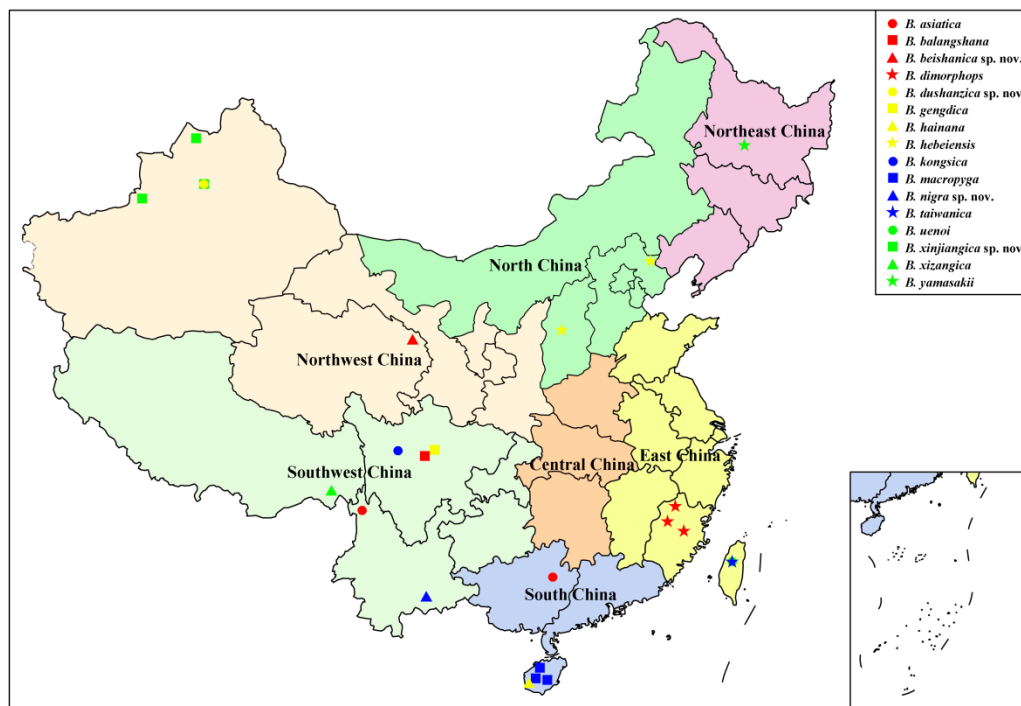 B. asiatica
B. balangshana
B. beishanica sp. nov.
B. dimorphops
B. dushanzica sp. nov
B. gengdica
B. hainana
B. hebeiensis
B. kongsica
B. macropyga
B. nigra sp. nov.
B. taiwanica
B. uenoi
B. xinjiangica sp. nov
B. xizangica
B. yamasakii
Northeast China
North China
Northwest China
Southwest China
Central China
East China
South China